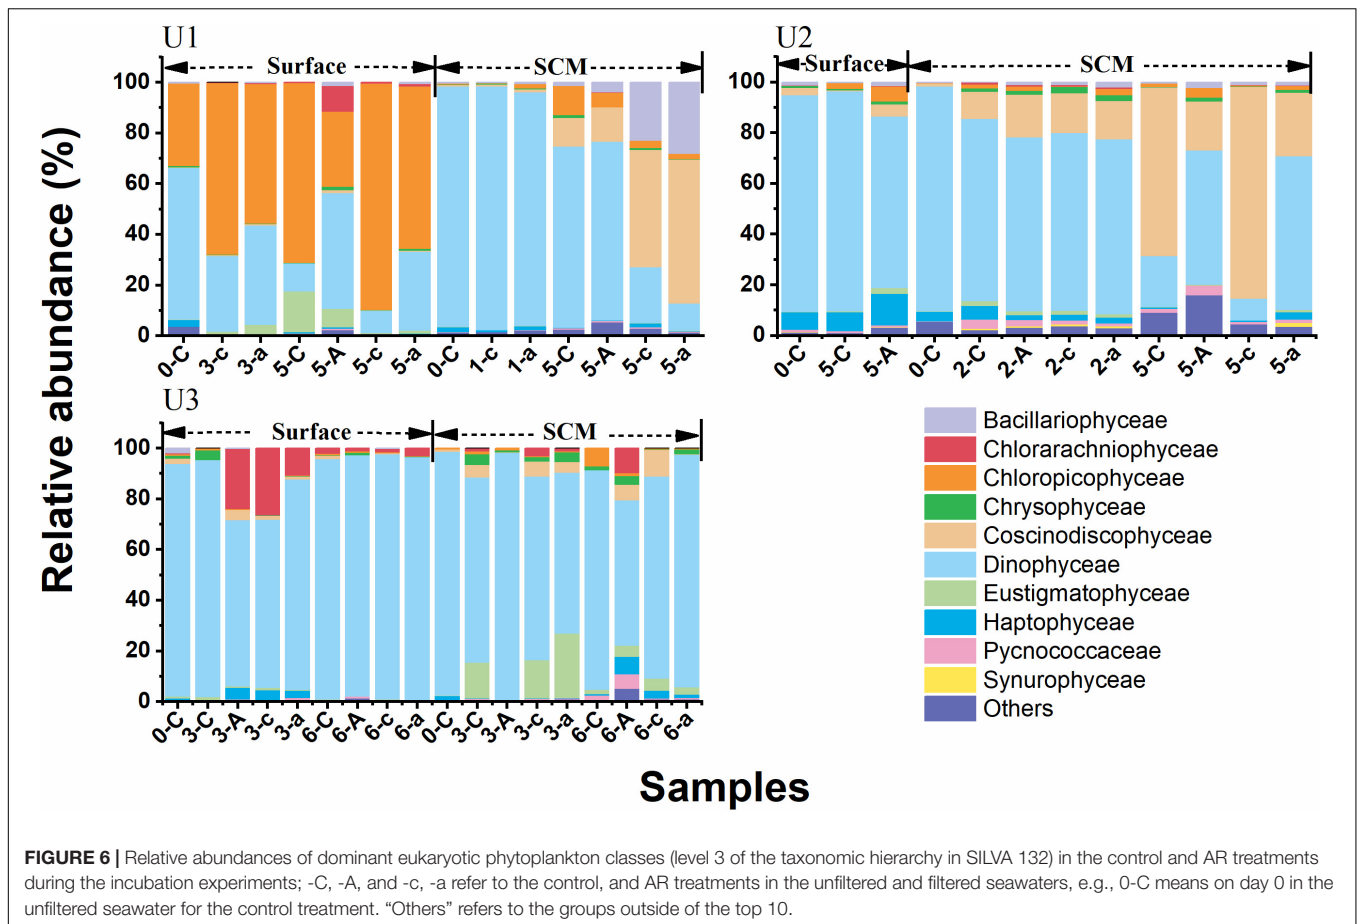 U1
Surface
SCM
U2
Surface
SCM
100
80
60
40
20
0
0-C
3-c
3-a
5-C
5-A
5-c
5-a
0-C
1-c
1-a
5-C
5-A
5-c
5-a
100
80
60
40
20
0
0-C
5-C
5-A
0-C
2-C
2-A
2-c
2-a
5-C
5-A
5-c
5-a
Relative abundance (%)
U3
Surface
SCM
100
80
60
40
20
0
0-C
3-C
3-A
3-c
3-a
6-C
6-A
6-c
6-a
0-C
3-C
3-A
3-c
3-a
6-C
6-A
6-c
6-a
Bacillariophyceae
Chlorarachniophyceae
Chloropicophyceae
Chrysophyceae
Coscinodiscophyceae
Dinophyceae
Eustigmatophyceae
Haptophyceae
Pycnococcaceae
Synurophyceae
Others
Samples
FIGURE 6 | Relative abundances of dominant eukaryotic phytoplankton classes (level 3 of the taxonomic hierarchy in SILVA 132) in the control and AR treatments
during the incubation experiments; -C, -A, and -c, -a refer to the control, and AR treatments in the unfiltered and filtered seawaters, e.g., 0-C means on day 0 in the
unfiltered seawater for the control treatment. “Others” refers to the groups outside of the top 10.